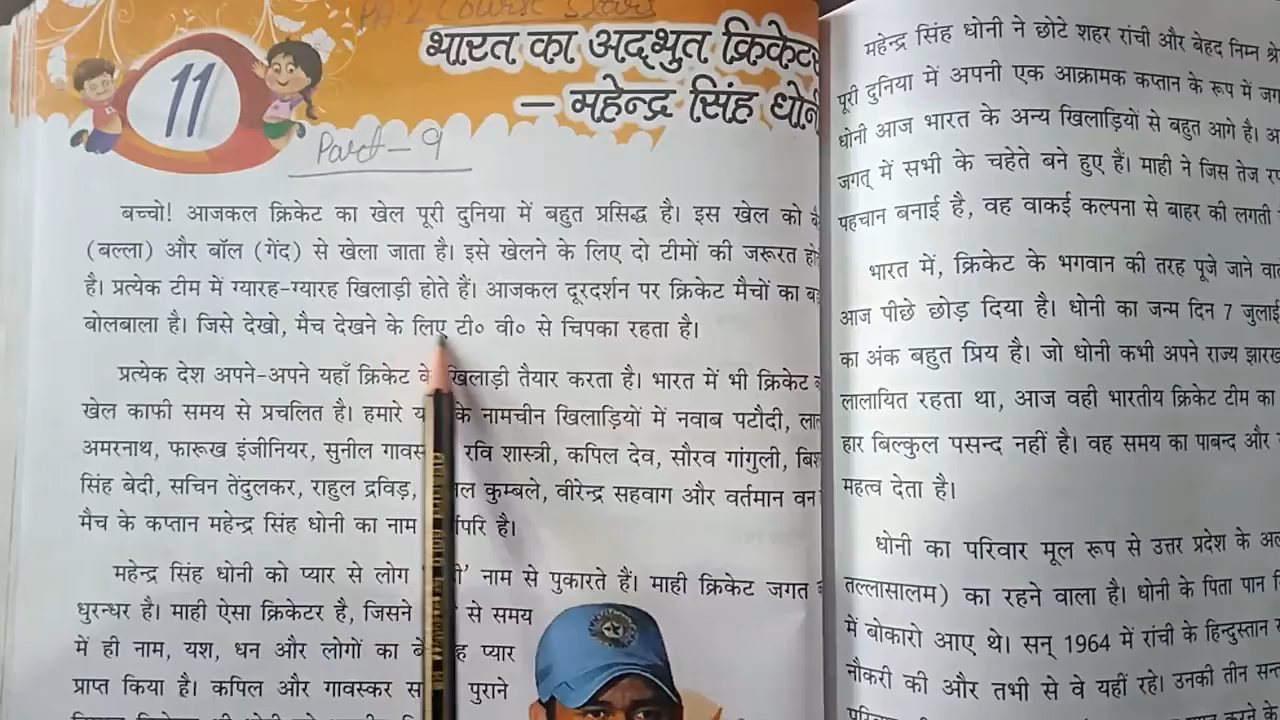 PA-2 Course Start
भारत का अद्भुत क्रिकेटर
11
– महेन्द्र सिंह धोनी
Part-9
बच्चो! आजकल क्रिकेट का खेल पूरी दुनिया में बहुत प्रसिद्ध है। इस खेल को
(बल्ला) और बॉल (गेंद) से खेला जाता है। इसे खेलने के लिए दो टीमों की जरूरत
है। प्रत्येक टीम में ग्यारह-ग्यारह खिलाड़ी होते हैं। आजकल दूरदर्शन पर क्रिकेट मैचों का
बोलबाला है। जिसे देखो, मैच देखने के लिए टी० वी० से चिपका रहता है।
प्रत्येक देश अपने-अपने यहाँ क्रिकेट के खिलाड़ी तैयार करता है। भारत में भी क्रिकेट
खेल काफी समय से प्रचलित है। हमारे के नामचीन खिलाड़ियों में नवाब पटौदी,
अमरनाथ, फारूख इंजीनियर, सुनील रवि शास्त्री, कपिल देव, सौरव गांगुली,
सिंह बेदी, सचिन तेंदुलकर, राहुल द्रविड़, कुम्बले, वीरेन्द्र सहवाग और वर्तमान वन
मैच के कप्तान महेन्द्र सिंह धोनी का नाम है।
महेन्द्र सिंह धोनी को प्यार से लोग नाम से पुकारते हैं। माही क्रिकेट जगत
धुरन्धर है। माही ऐसा क्रिकेटर है, जिसने से समय
में ही नाम, यश, धन और लोगों का प्यार
प्राप्त किया है। कपिल और गावस्कर पुराने
महेन्द्र सिंह धोनी ने छोटे शहर रांची और बेहद निम्न
पूरी दुनिया में अपनी एक आक्रामक कप्तान के रूप में
धोनी आज भारत के अन्य खिलाड़ियों से बहुत आगे है।
जगत् में सभी के चहेते बने हुए हैं। माही ने जिस तेज
पहचान बनाई है, वह वाकई कल्पना से बाहर की लगती
भारत में, क्रिकेट के भगवान की तरह पूजे जाने
आज पीछे छोड़ दिया है। धोनी का जन्म दिन 7 जुलाई
का अंक बहुत प्रिय है। जो धोनी कभी अपने राज्य
लालायित रहता था, आज वही भारतीय क्रिकेट टीम का
हार बिल्कुल पसन्द नहीं है। वह समय का पाबन्द और
महत्व देता है।
धोनी का परिवार मूल रूप से उत्तर प्रदेश के
तल्लासालम) का रहने वाला है। धोनी के पिता पान
में बोकारो आए थे। सन् 1964 में रांची के हिन्दुस्तान
नौकरी की और तभी से वे यहीं रहे। उनकी तीन